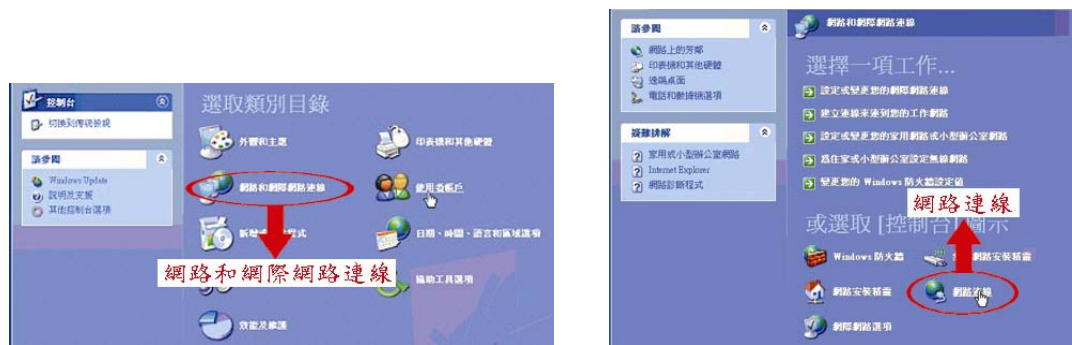 控制台
切換到傳統檢視
請參閱
Windows Update
說明及支援
其他控制台選項
選取類別目錄
外觀和主題
印表機和其他硬體
網路和網際網路連線
使用者帳戶
日期、時間、語言和區域選項
網路和網際網路連線
協助工具選項
效能及維護
請參閱
網路上的芳鄰
印表機和其他硬體
遠端桌面
電話和數據機選項
疑難排解
家用或小型辦公室網路
Internet Explorer
網路診斷程式
網路和網際網路連線
選擇一項工作...
設定或變更您的網際網路連線
建立連線來連到您的工作網路
設定或變更您的家用網路或小型辦公室網路
為住家或小型辦公室設定無線網路
變更您的 Windows 防火牆設定值
網路連線
或選取 [控制台] 圖示
Windows 防火牆
網路安裝精靈
網路安裝精靈
網路連線
網際網路選項